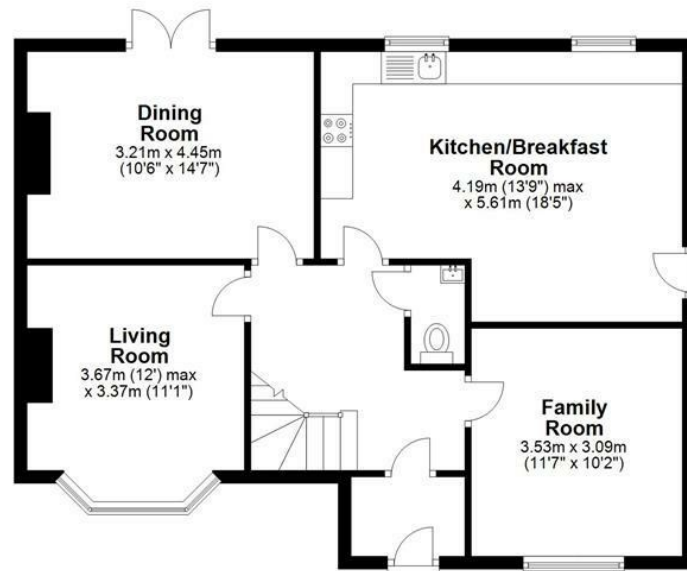 Dining
Room
3.21m x 4.45m
(10'6" x 14'7")
Kitchen/Breakfast
Room
4.19m (13'9") max
x 5.61m (18'5")
Living
Room
3.67m (12') max
x 3.37m (11'1")
Family
Room
3.53m x 3.09m
(11'7" x 10'2")